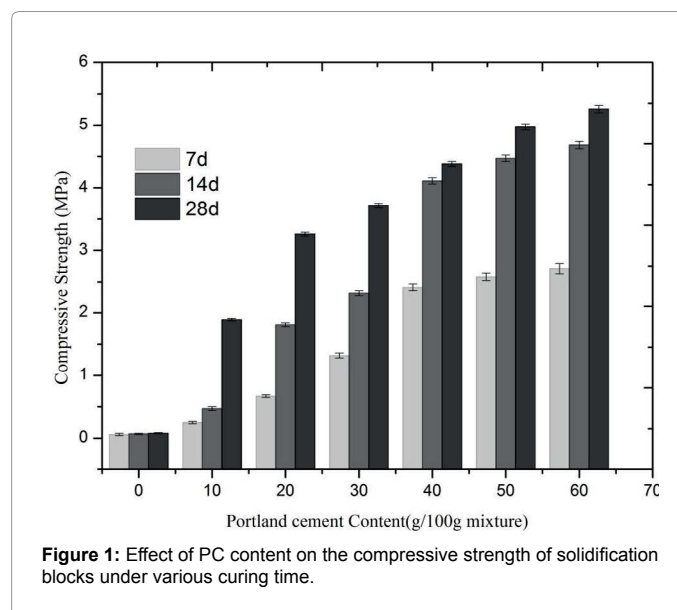 6
5
4
3
2
1
0
Compressive Strength (MPa)
7d
14d
28d
0 10 20 30 40 50 60 70
Portland cement Content(g/100g mixture)
Figure 1: Effect of PC content on the compressive strength of solidification
blocks under various curing time.